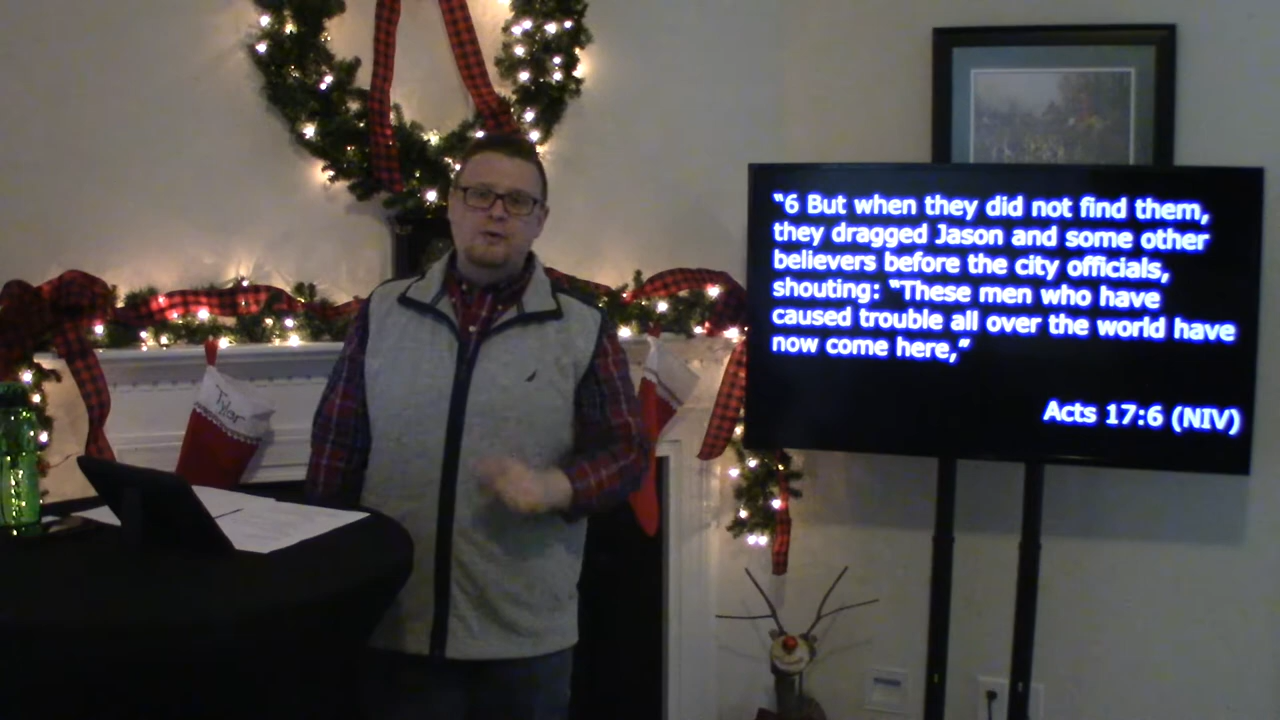 "6 But when they did not find them,
they dragged Jason and some other
believers before the city officials,
shouting: "These men who have
caused trouble all over the world have
now come here,"
Acts 17:6 (NIV)
Tylar